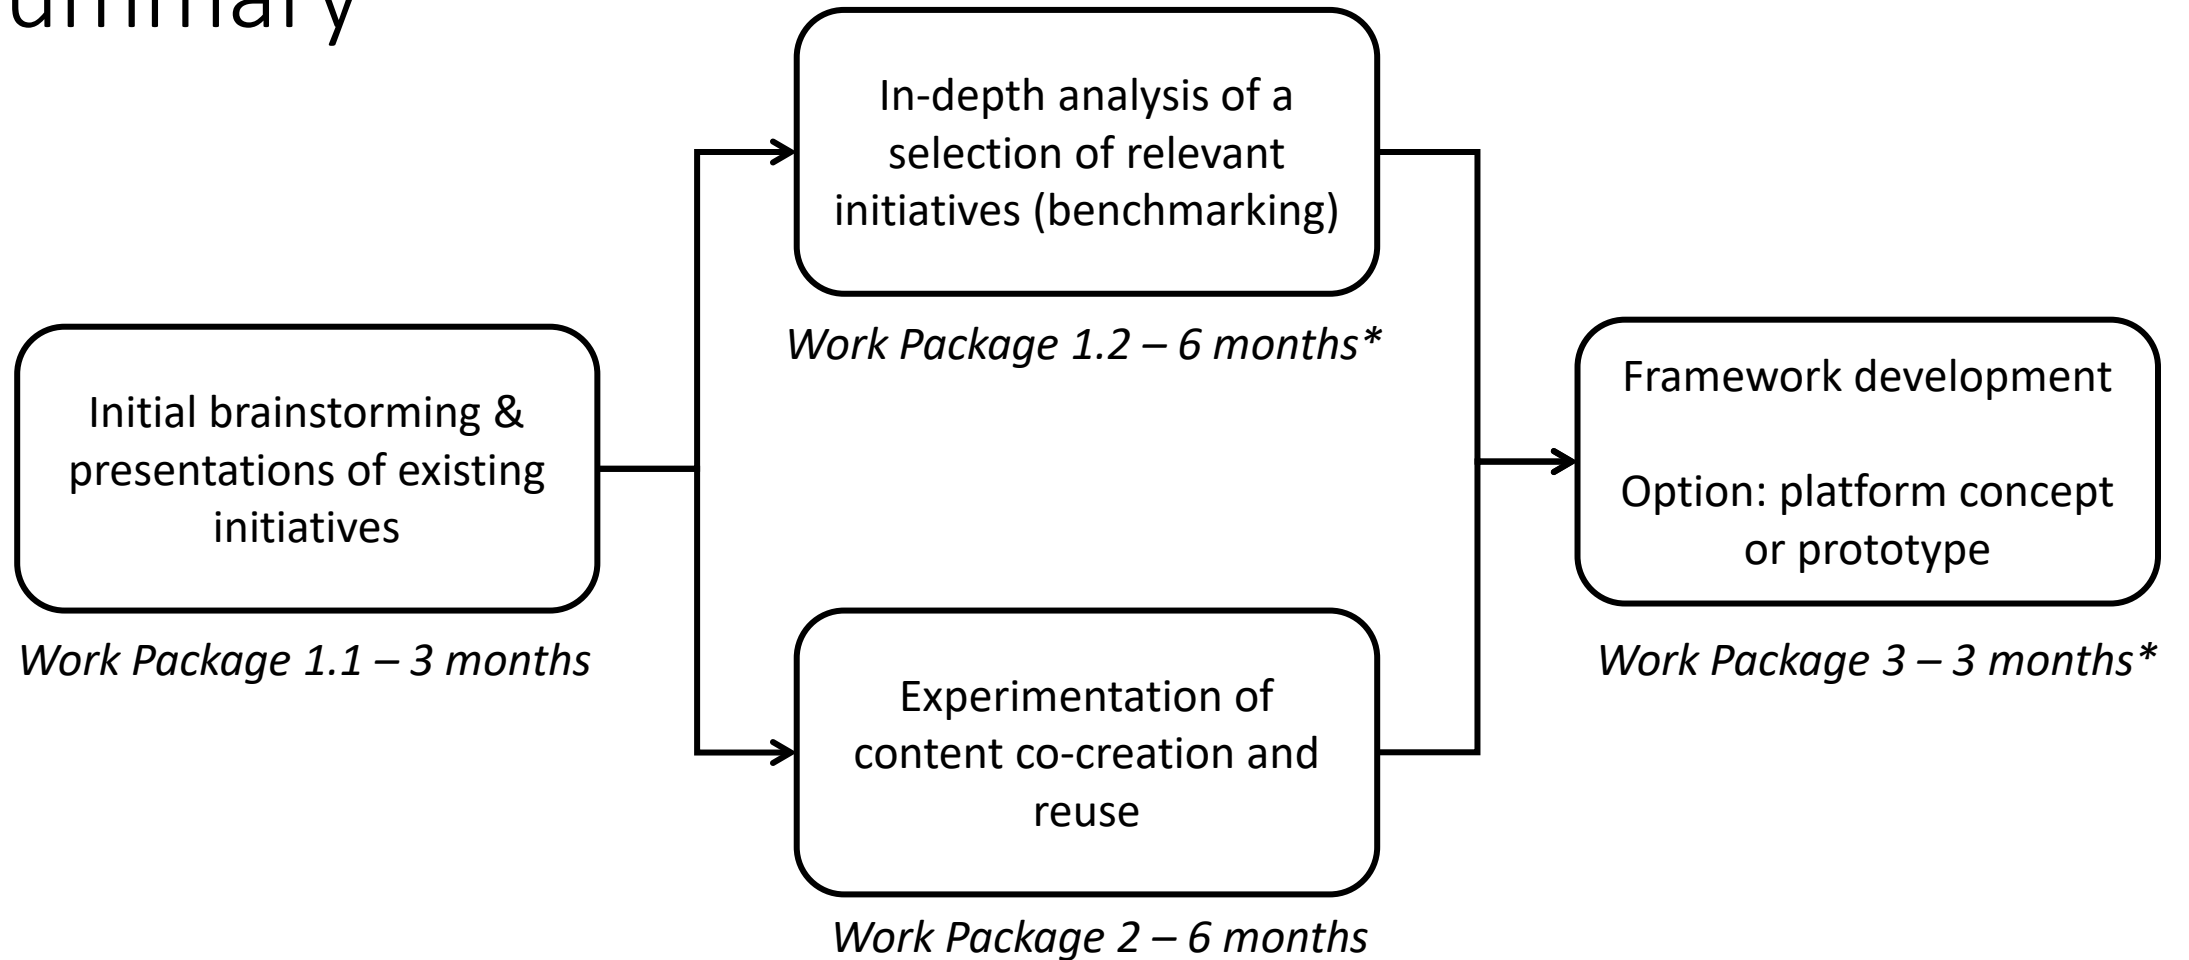 ummary
In-depth analysis of a
selection of relevant
initiatives (benchmarking)
Work Package 1.2 – 6 months*
Initial brainstorming &
presentations of existing
initiatives
Work Package 1.1 – 3 months
Framework development
Option: platform concept
or prototype
Work Package 3 – 3 months*
Experimentation of
content co-creation and
reuse
Work Package 2 – 6 months